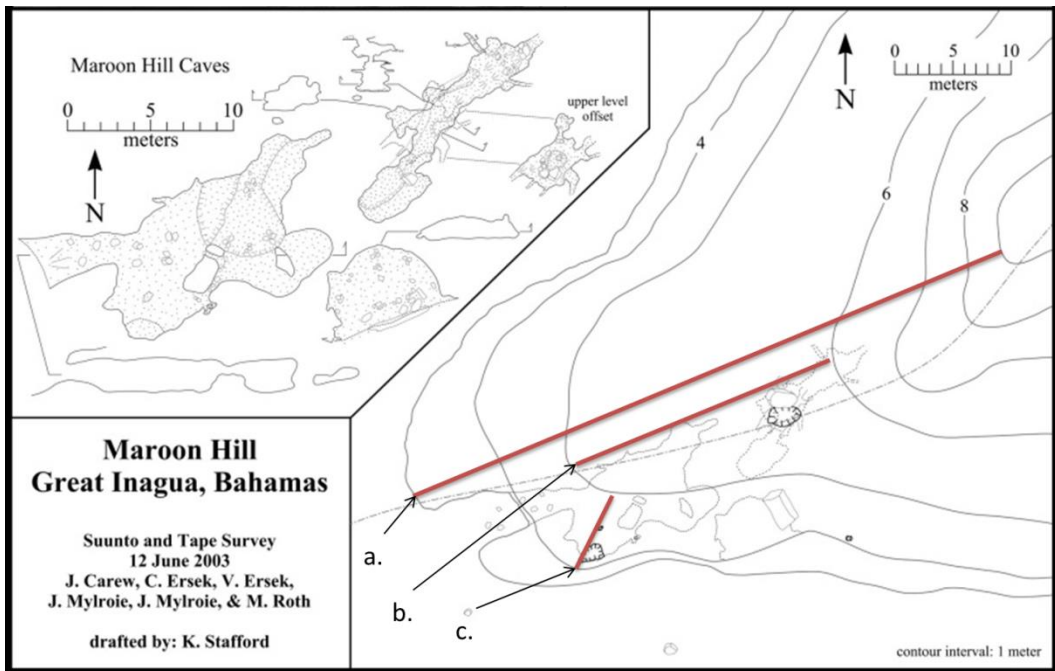 Maroon Hill Caves
0 5 10
meters
N
upper level
offset
0 5 10
meters
N
4
6
8
Maroon Hill
Great Inagua, Bahamas
Suunto and Tape Survey
12 June 2003
J. Carew, C. Ersek, V. Ersek,
J. Mylroie, J. Mylroie, & M. Roth
drafted by: K. Stafford
a.
b.
c.
contour interval: 1 meter